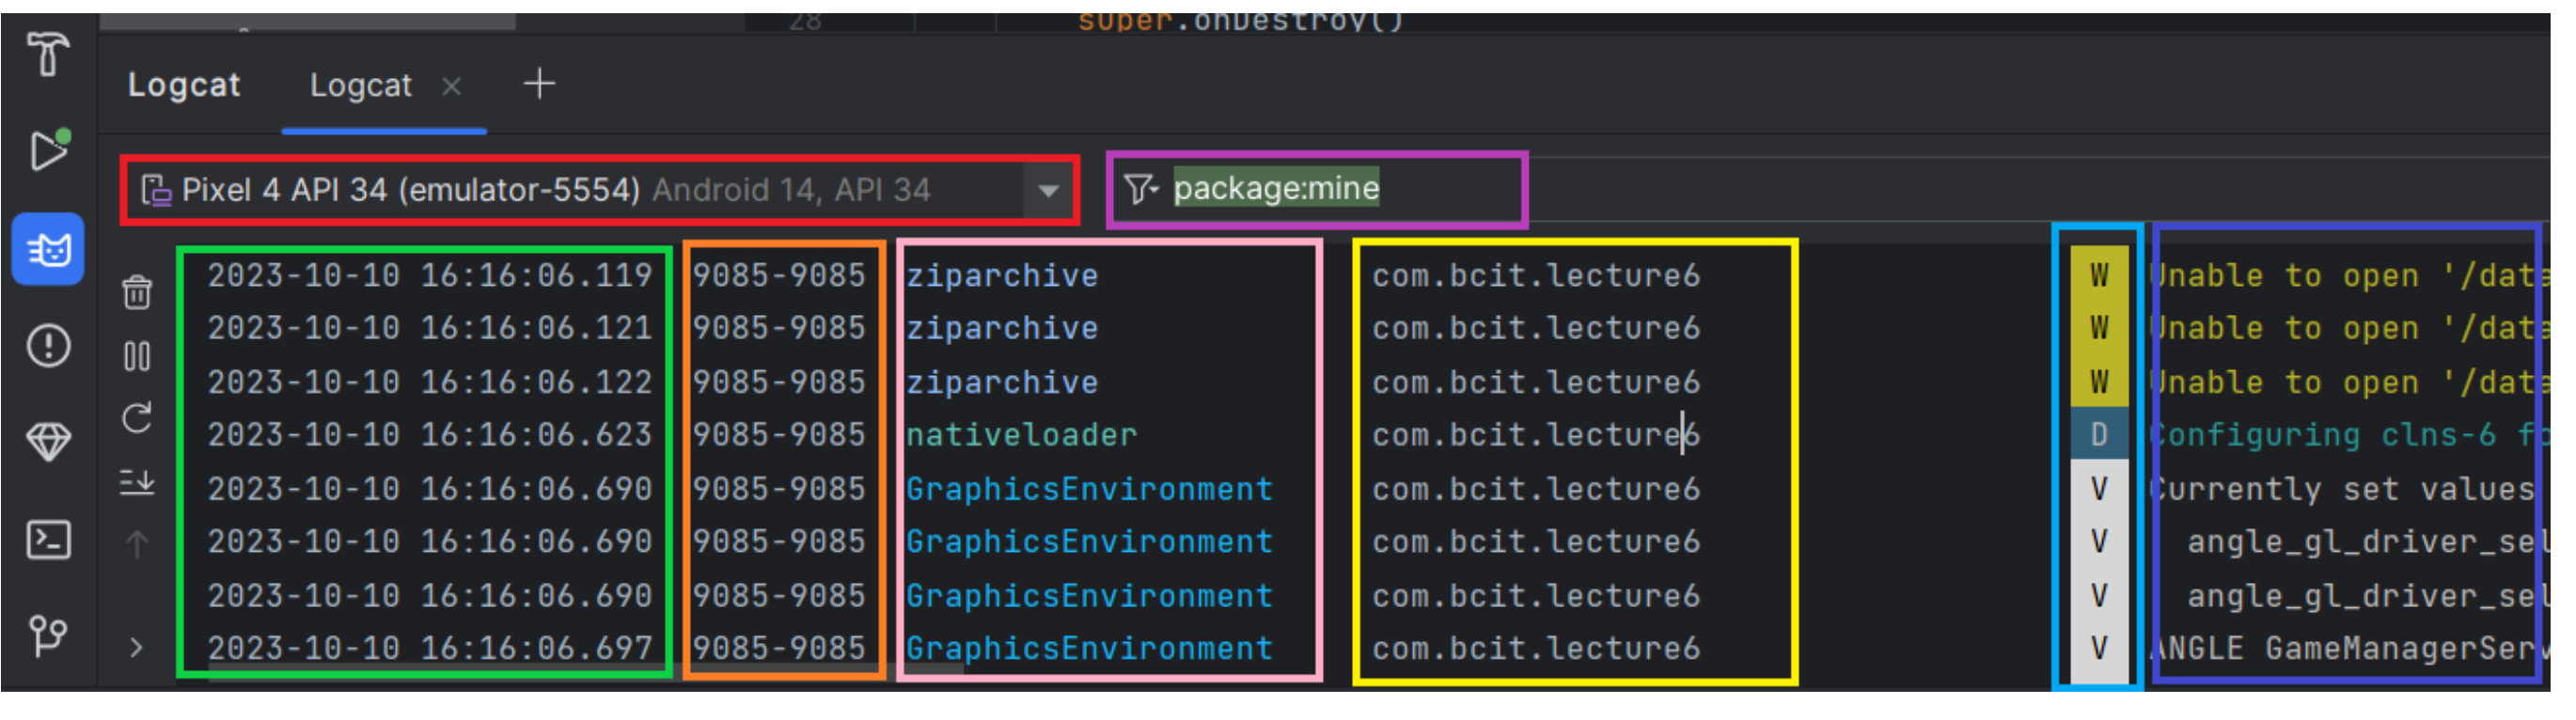 28 super.onDestroy()
Logcat Logcat
Pixel 4 API 34 (emulator-5554) Android 14, API 34 package:mine
2023-10-10 16:16:06.119 9085-9085 ziparchive com.bcit.lecture6 W Unable to open '/data
2023-10-10 16:16:06.121 9085-9085 ziparchive com.bcit.lecture6 W Unable to open '/data
2023-10-10 16:16:06.122 9085-9085 ziparchive com.bcit.lecture6 W Unable to open '/data
2023-10-10 16:16:06.623 9085-9085 nativeloader com.bcit.lecture6 D Configuring clns-6 fo
2023-10-10 16:16:06.690 9085-9085 GraphicsEnvironment com.bcit.lecture6 V Currently set values
2023-10-10 16:16:06.690 9085-9085 GraphicsEnvironment com.bcit.lecture6 V angle_gl_driver_sel
2023-10-10 16:16:06.690 9085-9085 GraphicsEnvironment com.bcit.lecture6 V angle_gl_driver_sel
2023-10-10 16:16:06.697 9085-9085 GraphicsEnvironment com.bcit.lecture6 V ANGLE GameManagerServ